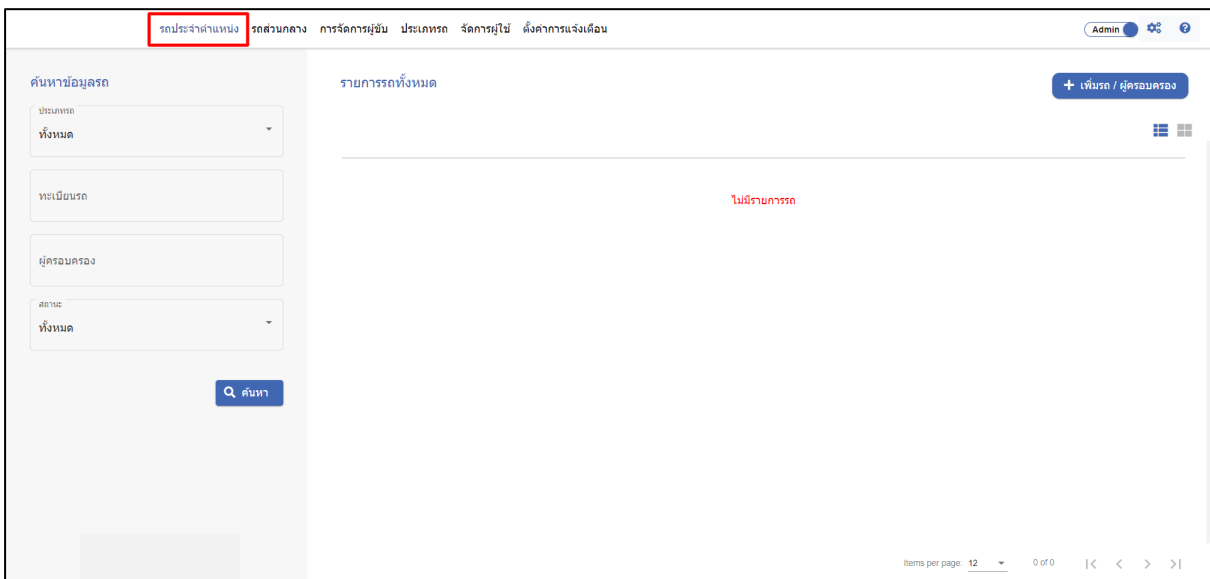 รถประจำตำแหน่ง รถส่วนกลาง การจัดการผู้ขับ ประเภทรถ จัดการผู้ใช้ ตั้งค่าการแจ้งเตือน Admin
ค้นหาข้อมูลรถ
ประเภทรถ
ทั้งหมด
ทะเบียนรถ
ผู้ครอบครอง
สถานะ
ทั้งหมด
ค้นหา
รายการรถทั้งหมด
+ เพิ่มรถ / ผู้ครอบครอง
ไม่มีรายการรถ
Items per page: 12 0 of 0